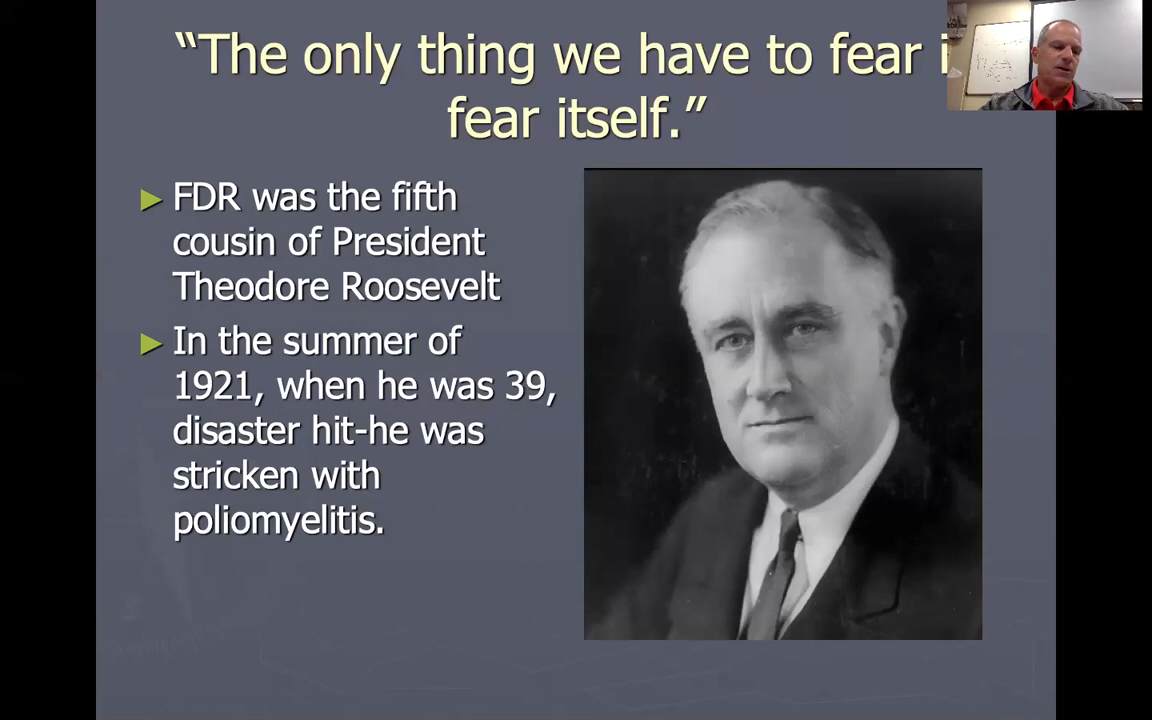 “The only thing we have to fear i
fear itself.”
FDR was the fifth
cousin of President
Theodore Roosevelt
In the summer of
1921, when he was 39,
disaster hit-he was
stricken with
poliomyelitis.